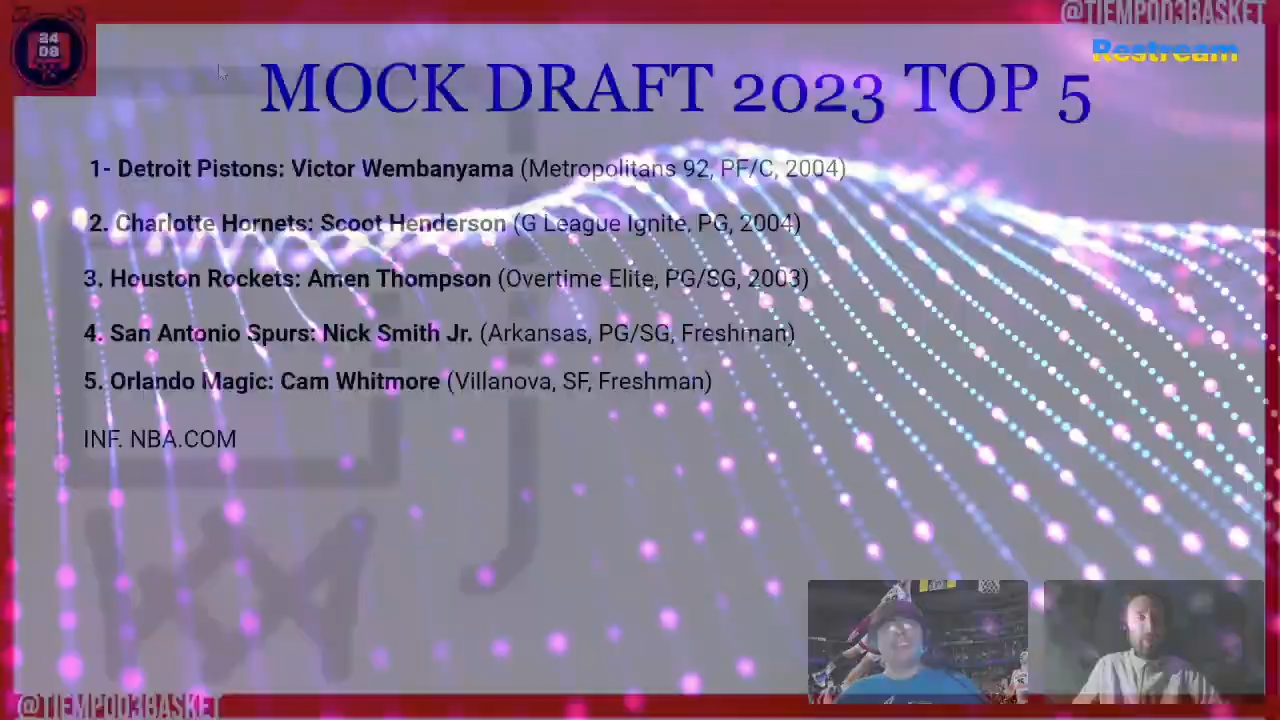 @TIEMPOD3BASKET
24
08
Restream
MOCK DRAFT 2023 TOP 5
1- Detroit Pistons: Victor Wembanyama (Metropolitans 92, PF/C, 2004)
2. Charlotte Hornets: Scoot Henderson (G League Ignite, PG, 2004)
3. Houston Rockets: Amen Thompson (Overtime Elite, PG/SG, 2003)
4. San Antonio Spurs: Nick Smith Jr. (Arkansas, PG/SG, Freshman)
5. Orlando Magic: Cam Whitmore (Villanova, SF, Freshman)
INF. NBA.COM
@TIEMPOD3BASKET